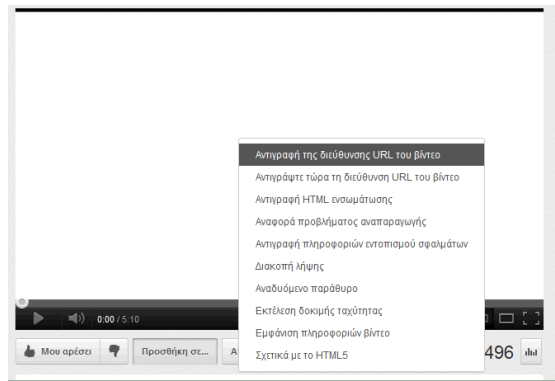 Αντιγραφή της διεύθυνσης URL του βίντεο
Αντιγράψτε τώρα τη διεύθυνση URL του βίντεο
Αντιγραφή HTML ενσωμάτωσης
Αναφορά προβλήματος αναπαραγωγής
Αντιγραφή πληροφοριών εντοπισμού σφαλμάτων
Διακοπή λήψης
Αναδυόμενο παράθυρο
Εκτέλεση δοκιμής ταχύτητας
Εμφάνιση πληροφοριών βίντεο
Σχετικά με το HTML5
0:00 / 5:10
Μου αρέσει Προσθήκη σε... 496